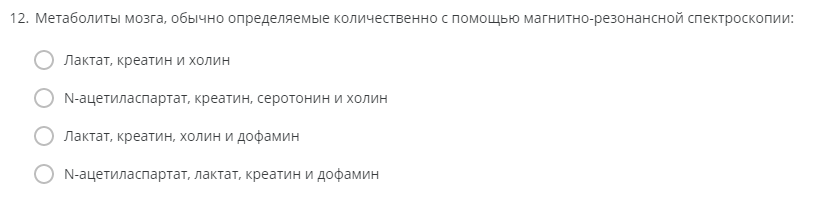 12. Метаболиты мозга, обычно определяемые количественно с помощью магнитно-резонансной спектроскопии:
Лактат, креатин и холин
N-ацетиласпартат, креатин, серотонин и холин
Лактат, креатин, холин и дофамин
N-ацетиласпартат, лактат, креатин и дофамин